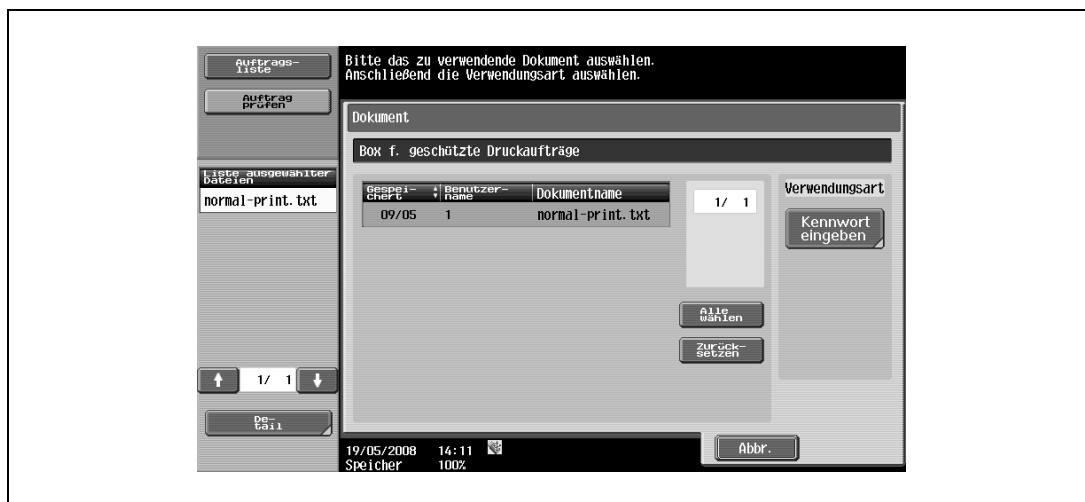 Auftrags-
liste
Auftrag
prüfen
Liste ausgewählter
Dateien
normal-print.txt
1/ 1
De-
tail
Bitte das zu verwendende Dokument auswählen.
Anschließend die Verwendungsart auswählen.
Dokument
Box f. geschützte Druckaufträge
Gespei-
chert
Benutzer-
name
Dokumentname
09/05 1 normal-print.txt
1/ 1
Alle
wählen
Zurück-
setzen
Verwendungsart
Kennwort
eingeben
19/05/2008 14:11
Speicher 100%
Abbr.